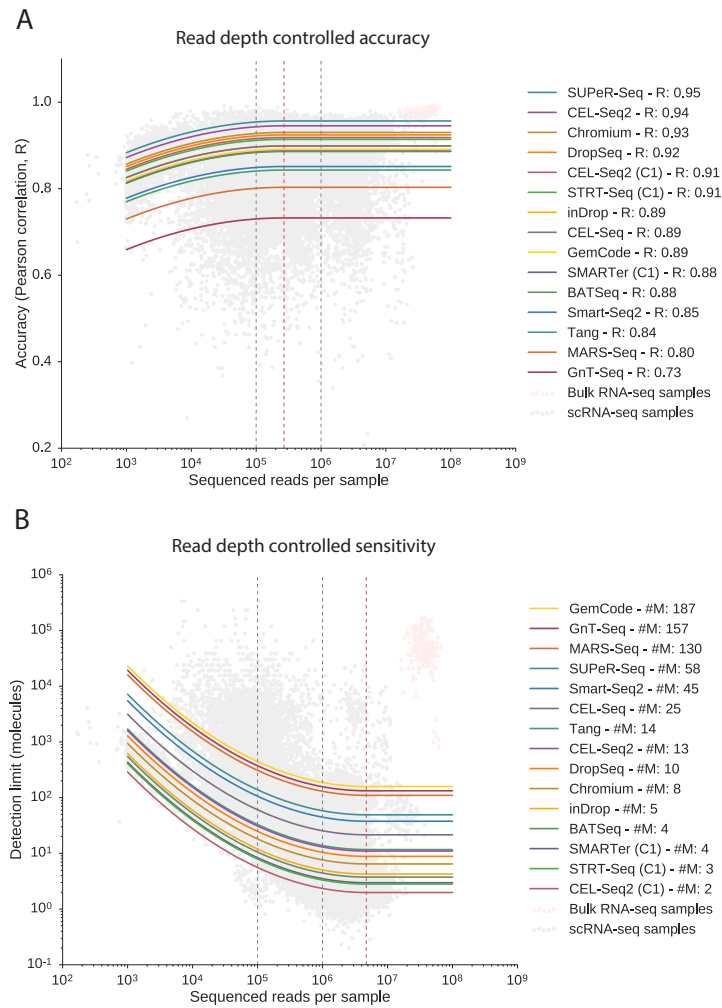 A
Read depth controlled accuracy
Accuracy (Pearson correlation, R)
1.0
0.8
0.6
0.4
0.2
10² 10³ 10⁴ 10⁵ 10⁶ 10⁷ 10⁸ 10⁹
Sequenced reads per sample
SUPeR-Seq - R: 0.95
CEL-Seq2 - R: 0.94
Chromium - R: 0.93
DropSeq - R: 0.92
CEL-Seq2 (C1) - R: 0.91
STRT-Seq (C1) - R: 0.91
inDrop - R: 0.89
CEL-Seq - R: 0.89
GemCode - R: 0.89
SMARTer (C1) - R: 0.88
BATSeq - R: 0.88
Smart-Seq2 - R: 0.85
Tang - R: 0.84
MARS-Seq - R: 0.80
GnT-Seq - R: 0.73
Bulk RNA-seq samples
scRNA-seq samples
B
Read depth controlled sensitivity
Detection limit (molecules)
10⁶
10⁵
10⁴
10³
10²
10¹
10⁰
10⁻¹
10² 10³ 10⁴ 10⁵ 10⁶ 10⁷ 10⁸ 10⁹
Sequenced reads per sample
GemCode - #M: 187
GnT-Seq - #M: 157
MARS-Seq - #M: 130
SUPeR-Seq - #M: 58
Smart-Seq2 - #M: 45
CEL-Seq - #M: 25
Tang - #M: 14
CEL-Seq2 - #M: 13
DropSeq - #M: 10
Chromium - #M: 8
inDrop - #M: 5
BATSeq - #M: 4
SMARTer (C1) - #M: 4
STRT-Seq (C1) - #M: 3
CEL-Seq2 (C1) - #M: 2
Bulk RNA-seq samples
scRNA-seq samples